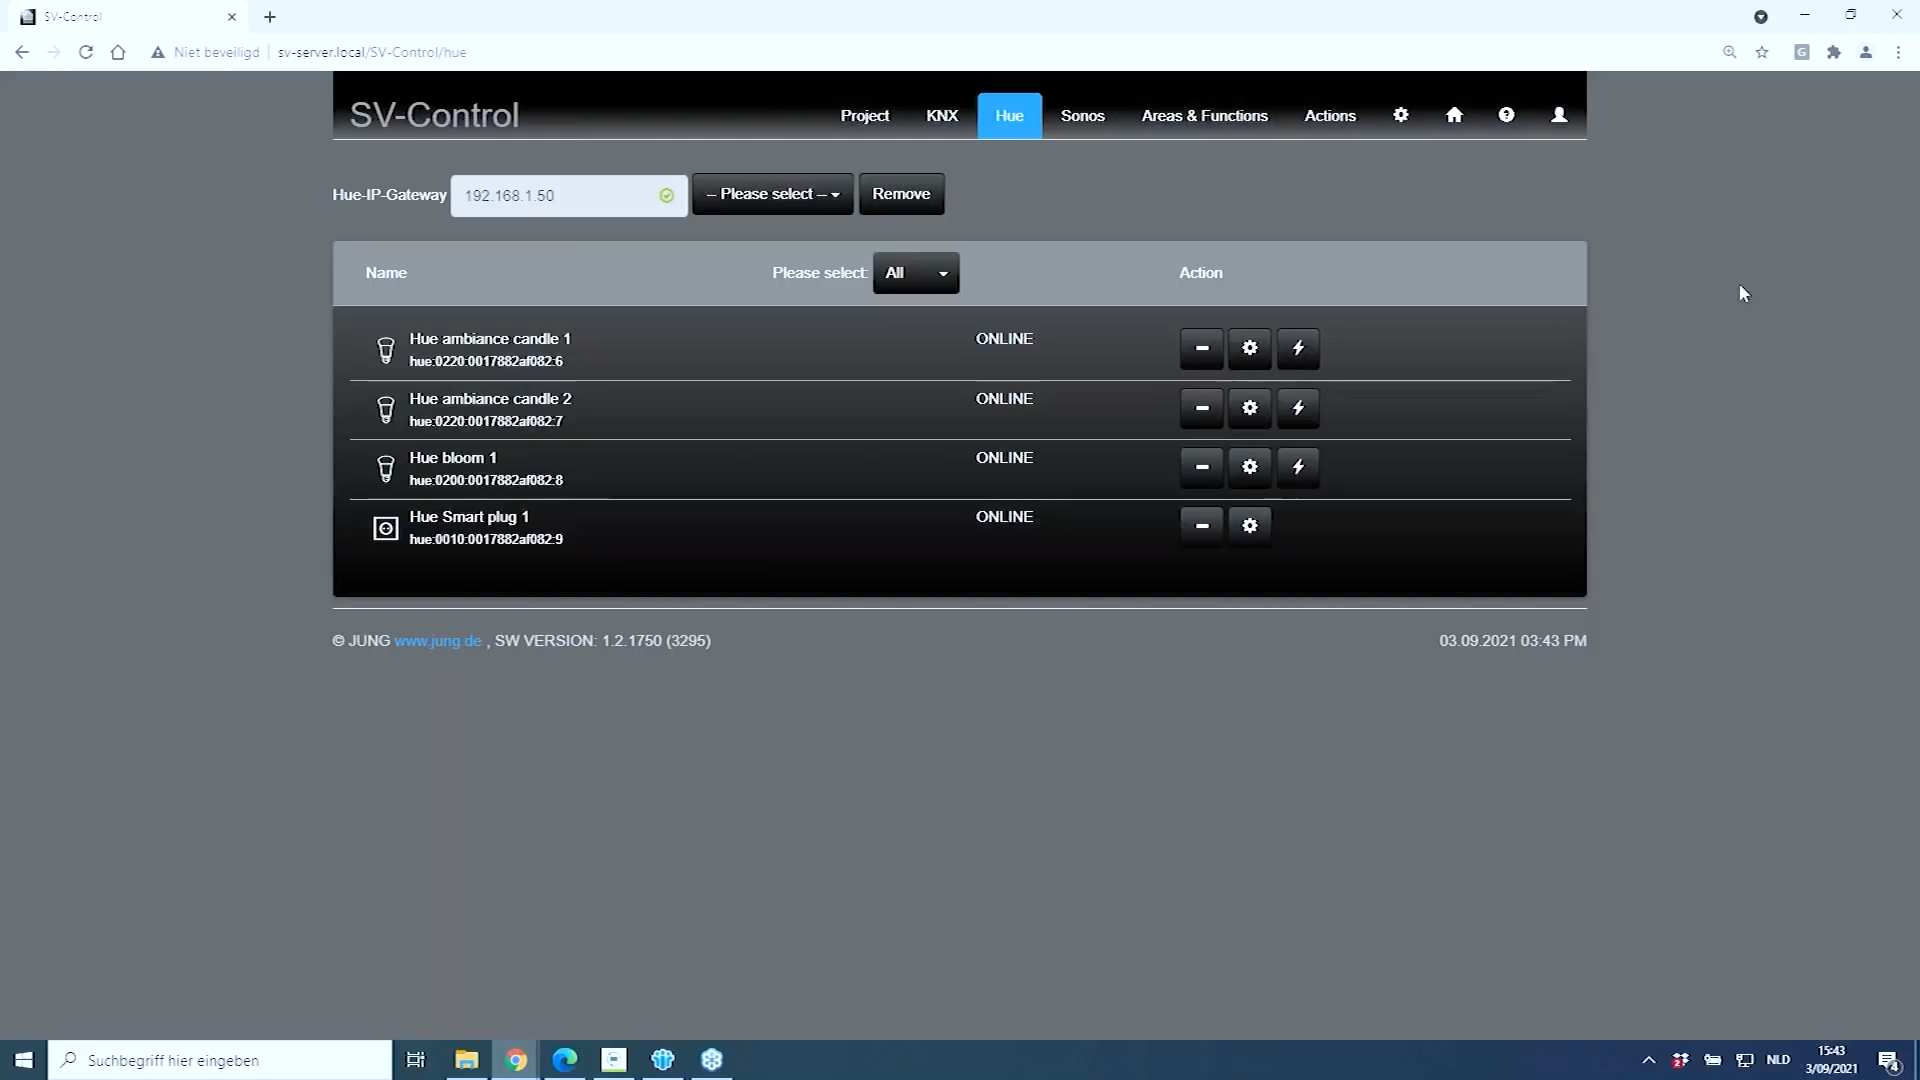 SV-Control
Niet beveiligd
sv-server.local/SV-Control/hue
SV-Control
Project
KNX
Hue
Sonos
Areas & Functions
Actions
Hue-IP-Gateway
192.168.1.50
-- Please select --
Remove
Name
Please select:
All
Action
Hue ambiance candle 1
ONLINE
hue:0220:0017882af082:6
Hue ambiance candle 2
ONLINE
hue:0220:0017882af082:7
Hue bloom 1
ONLINE
hue:0200:0017882af082:8
Hue Smart plug 1
ONLINE
hue:0010:0017882af082:9
© JUNG www.jung.de , SW VERSION: 1.2.1750 (3295)
03.09.2021 03:43 PM
Suchbegriff hier eingeben
NLD
15:43
3/09/2021
4